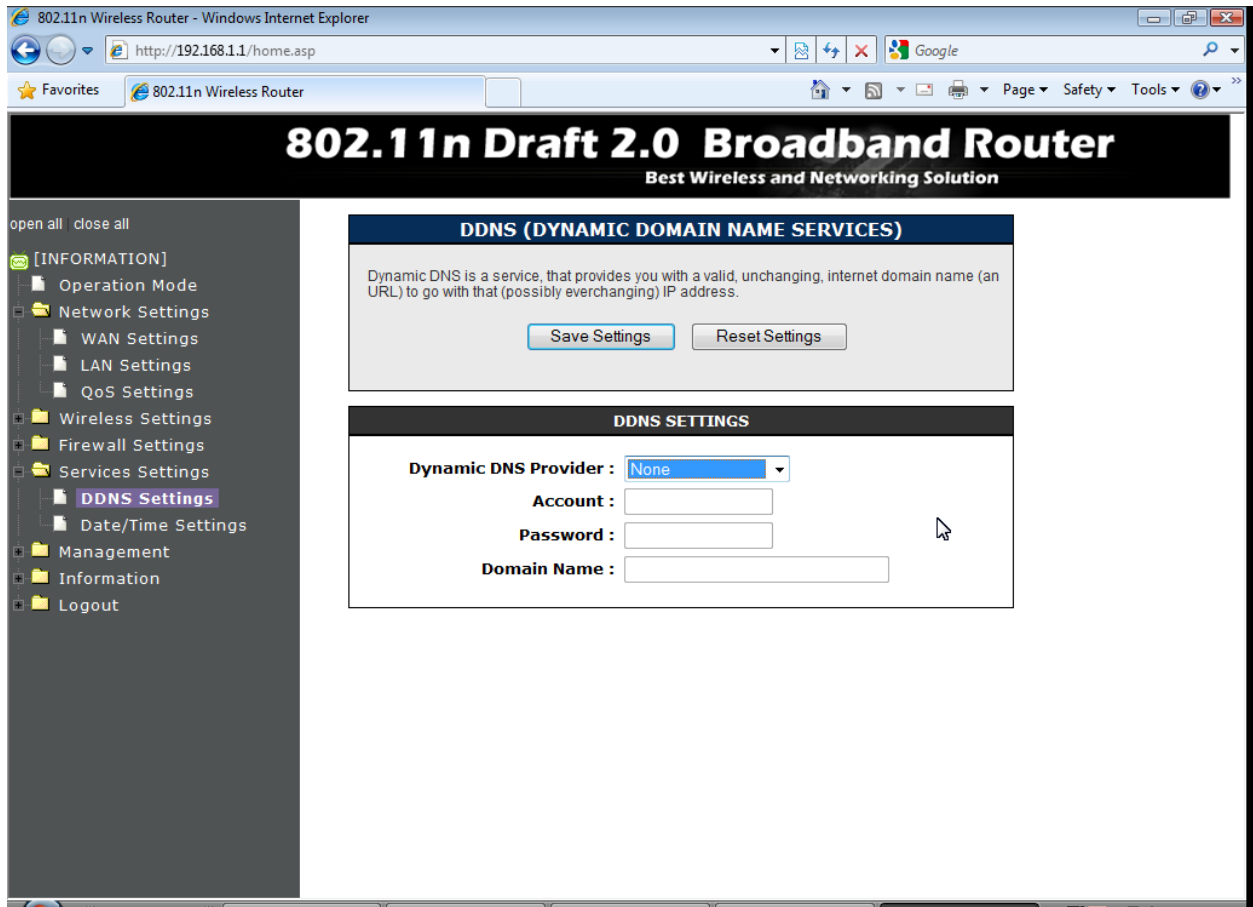 802.11n Wireless Router - Windows Internet Explorer
http://192.168.1.1/home.asp
Google
Favorites
802.11n Wireless Router
Page
Safety
Tools
»
802.11n Draft 2.0 Broadband Router
Best Wireless and Networking Solution
open all | close all
[INFORMATION]
Operation Mode
Network Settings
WAN Settings
LAN Settings
QoS Settings
Wireless Settings
Firewall Settings
Services Settings
DDNS Settings
Date/Time Settings
Management
Information
Logout
DDNS (DYNAMIC DOMAIN NAME SERVICES)
Dynamic DNS is a service, that provides you with a valid, unchanging, internet domain name (an
URL) to go with that (possibly everchanging) IP address.
Save Settings
Reset Settings
DDNS SETTINGS
Dynamic DNS Provider : None
Account :
Password :
Domain Name :